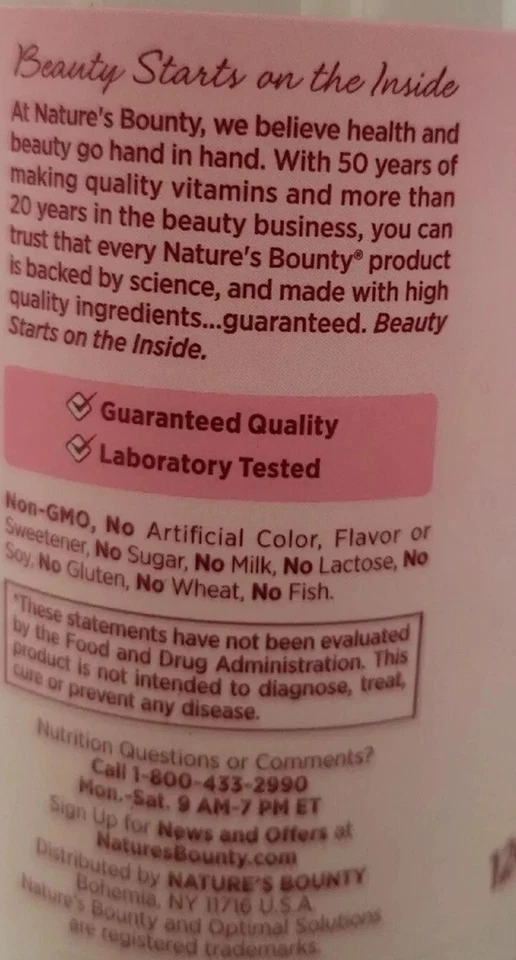 Beauty Starts on the Inside
At Nature's Bounty, we believe health and
beauty go hand in hand. With 50 years of
making quality vitamins and more than
20 years in the beauty business, you can
trust that every Nature's Bounty® product
is backed by science, and made with high
quality ingredients...guaranteed. Beauty
Starts on the Inside.
Guaranteed Quality
Laboratory Tested
Non-GMO, No Artificial Color, Flavor or
Sweetener, No Sugar, No Milk, No Lactose, No
Soy, No Gluten, No Wheat, No Fish.
*These statements have not been evaluated
by the Food and Drug Administration. This
product is not intended to diagnose, treat,
cure or prevent any disease.
Nutrition Questions or Comments?
Call 1-800-433-2990
Mon.-Sat. 9 AM-7 PM ET
Sign Up for News and Offers at
NaturesBounty.com
Distributed by NATURE'S BOUNTY
Bohemia, NY 11716 U.S.A.
Nature's Bounty and Optimal Solutions
are registered trademarks.